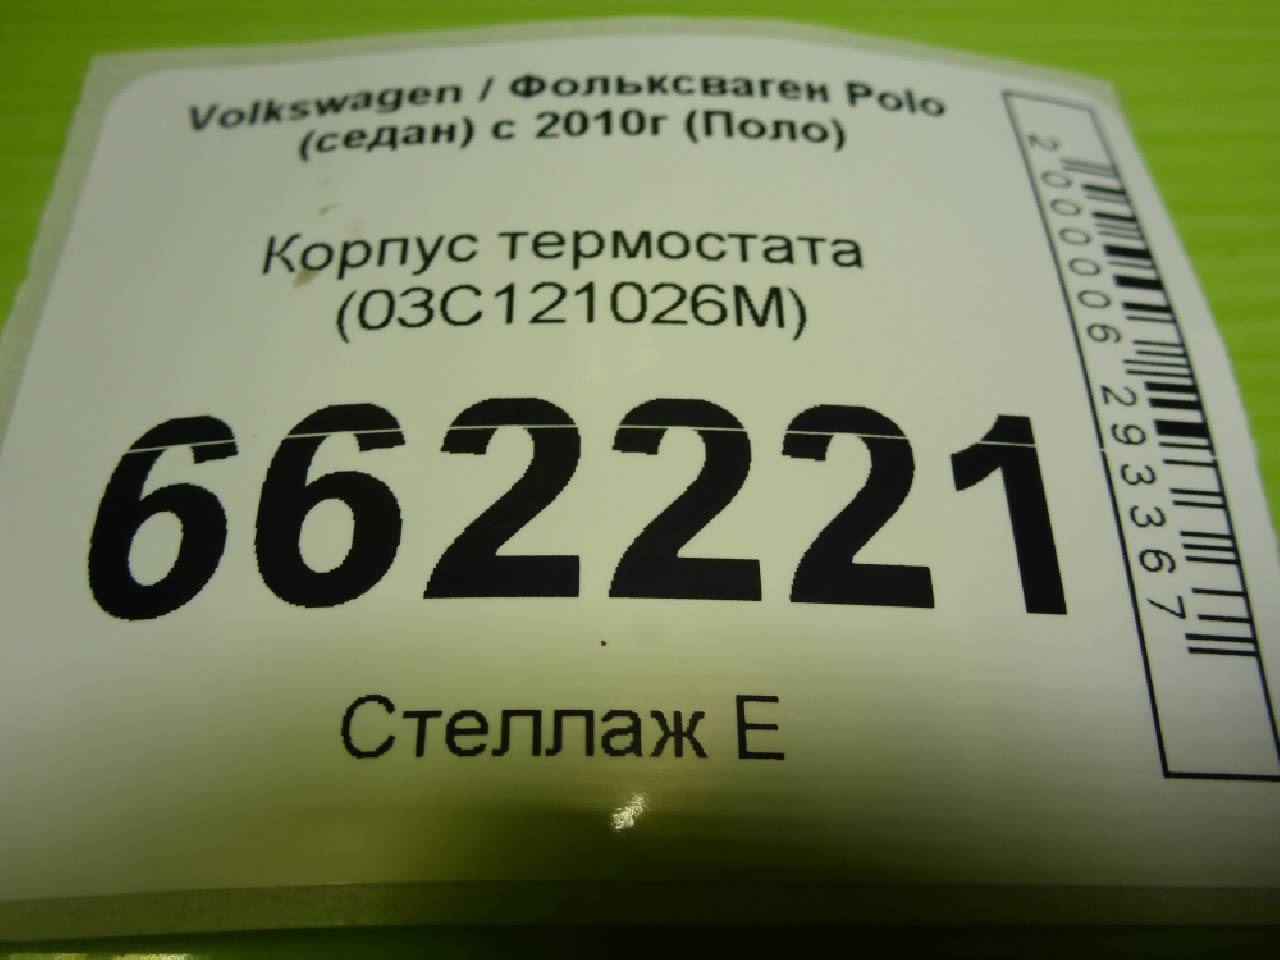 Volkswagen / Фольксваген Polo
(седан) с 2010г (Поло)
Корпус термостата
(03C121026M)
662221
Стеллаж E
2000006293367